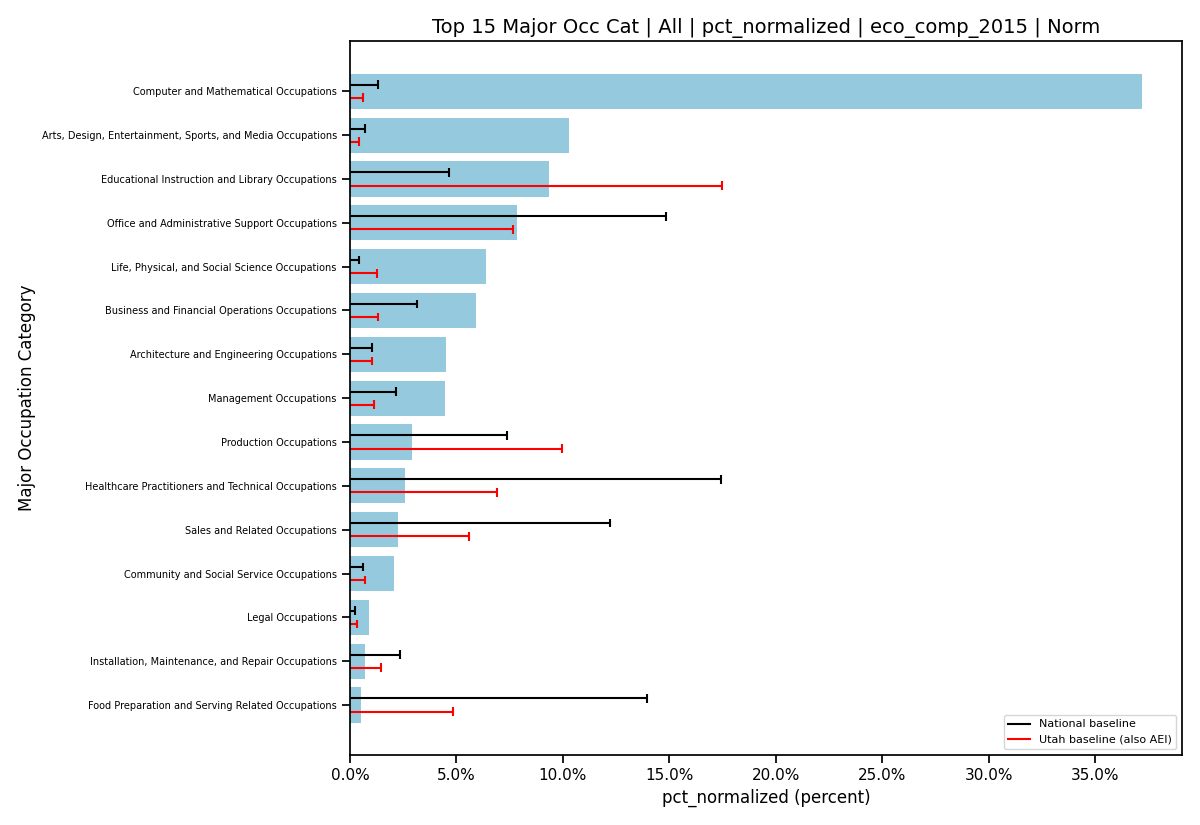 Top 15 Major Occ Cat | All | pct_normalized | eco_comp_2015 | Norm
Major Occupation Category
Computer and Mathematical Occupations
Arts, Design, Entertainment, Sports, and Media Occupations
Educational Instruction and Library Occupations
Office and Administrative Support Occupations
Life, Physical, and Social Science Occupations
Business and Financial Operations Occupations
Architecture and Engineering Occupations
Management Occupations
Production Occupations
Healthcare Practitioners and Technical Occupations
Sales and Related Occupations
Community and Social Service Occupations
Legal Occupations
Installation, Maintenance, and Repair Occupations
Food Preparation and Serving Related Occupations
National baseline
Utah baseline (also AEI)
0.0% 5.0% 10.0% 15.0% 20.0% 25.0% 30.0% 35.0%
pct_normalized (percent)